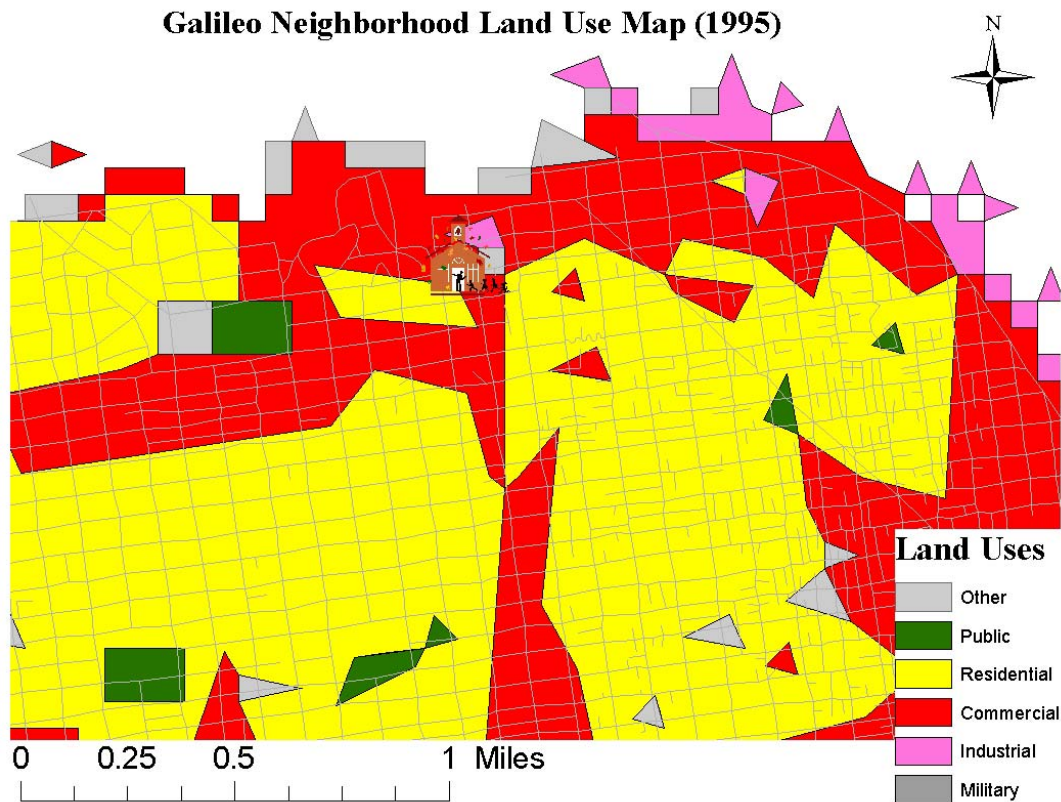 Galileo Neighborhood Land Use Map (1995)
N
Land Uses
Other
Public
Residential
Commercial
Industrial
Military
0 0.25 0.5 1 Miles